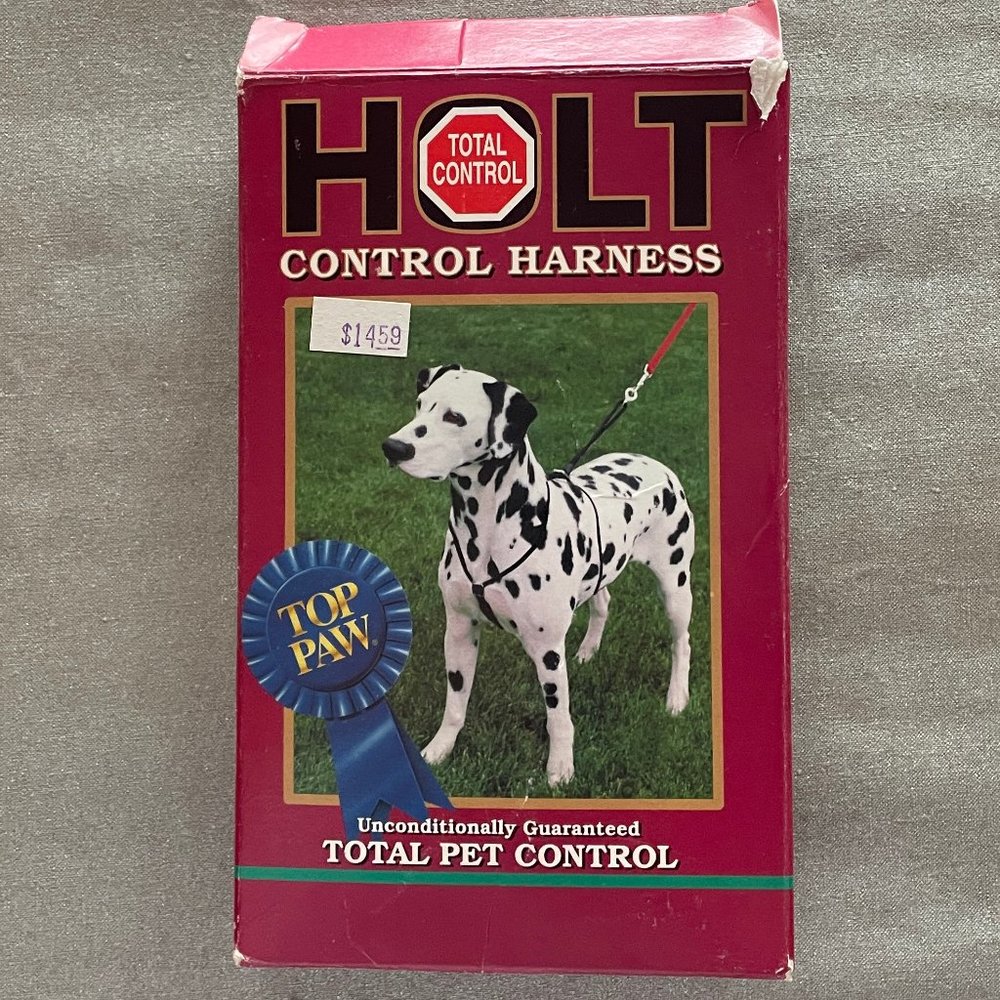 HOLT
TOTAL
CONTROL
CONTROL HARNESS
$1459
TOP
PAW®
Unconditionally Guaranteed
TOTAL PET CONTROL